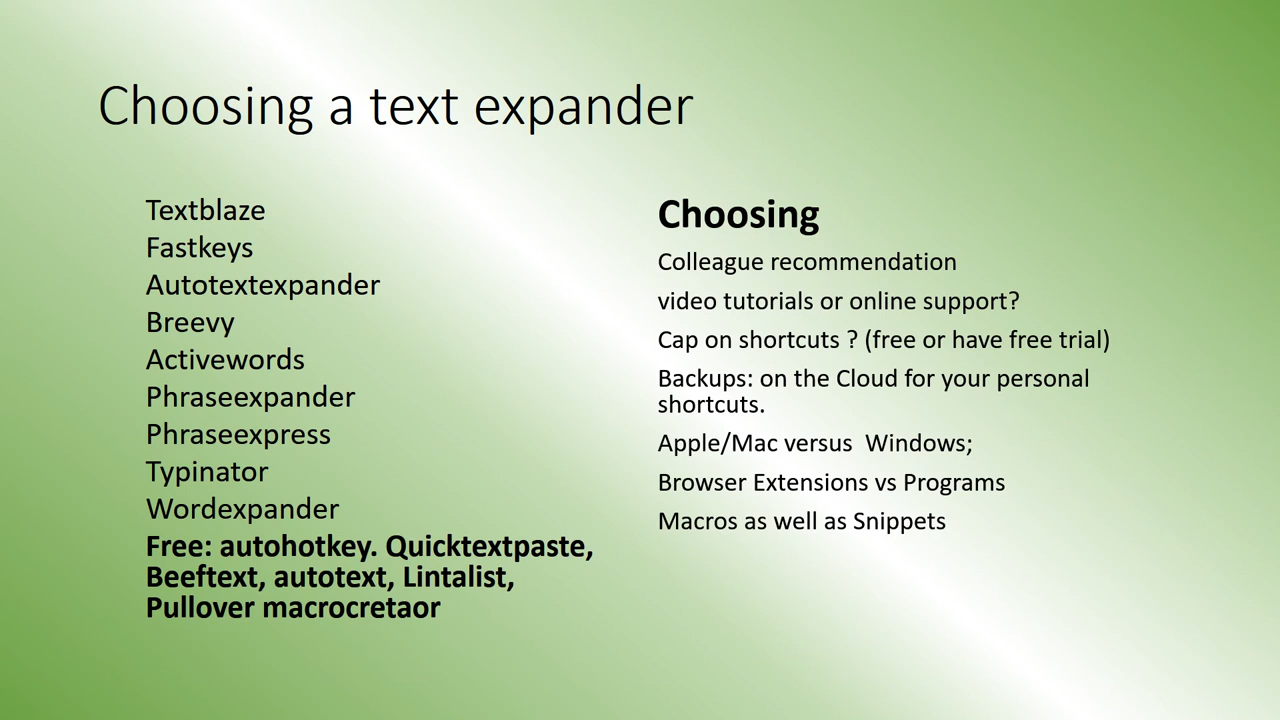 Choosing a text expander
Textblaze
Fastkeys
Autotextexpander
Breevy
Activewords
Phraseexpander
Phraseexpress
Typinator
Wordexpander
Free: autohotkey. Quicktextpaste,
Beeftext, autotext, Lintalist,
Pullover macrocretaor
Choosing
Colleague recommendation
video tutorials or online support?
Cap on shortcuts ? (free or have free trial)
Backups: on the Cloud for your personal
shortcuts.
Apple/Mac versus  Windows;
Browser Extensions vs Programs
Macros as well as Snippets